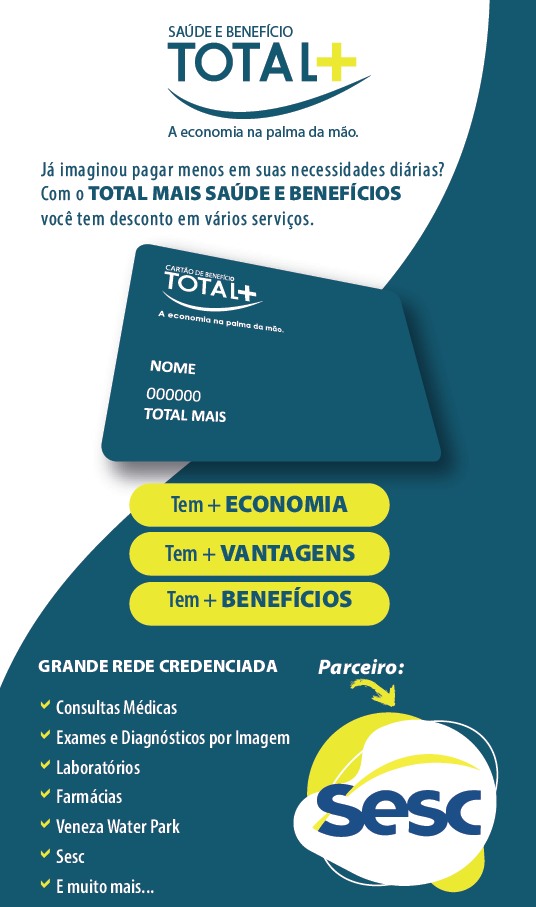 SAÚDE E BENEFÍCIO
TOTAL+
A economia na palma da mão.
Já imaginou pagar menos em suas necessidades diárias?
Com o TOTAL MAIS SAÚDE E BENEFÍCIOS
você tem desconto em vários serviços.
CARTÃO DE BENEFÍCIO
TOTAL+
A economia na palma da mão.
NOME
000000
TOTAL MAIS
Tem + ECONOMIA
Tem + VANTAGENS
Tem + BENEFÍCIOS
GRANDE REDE CREDENCIADA
Consultas Médicas
Exames e Diagnósticos por Imagem
Laboratórios
Farmácias
Veneza Water Park
Sesc
E muito mais...
Parceiro:
Sesc